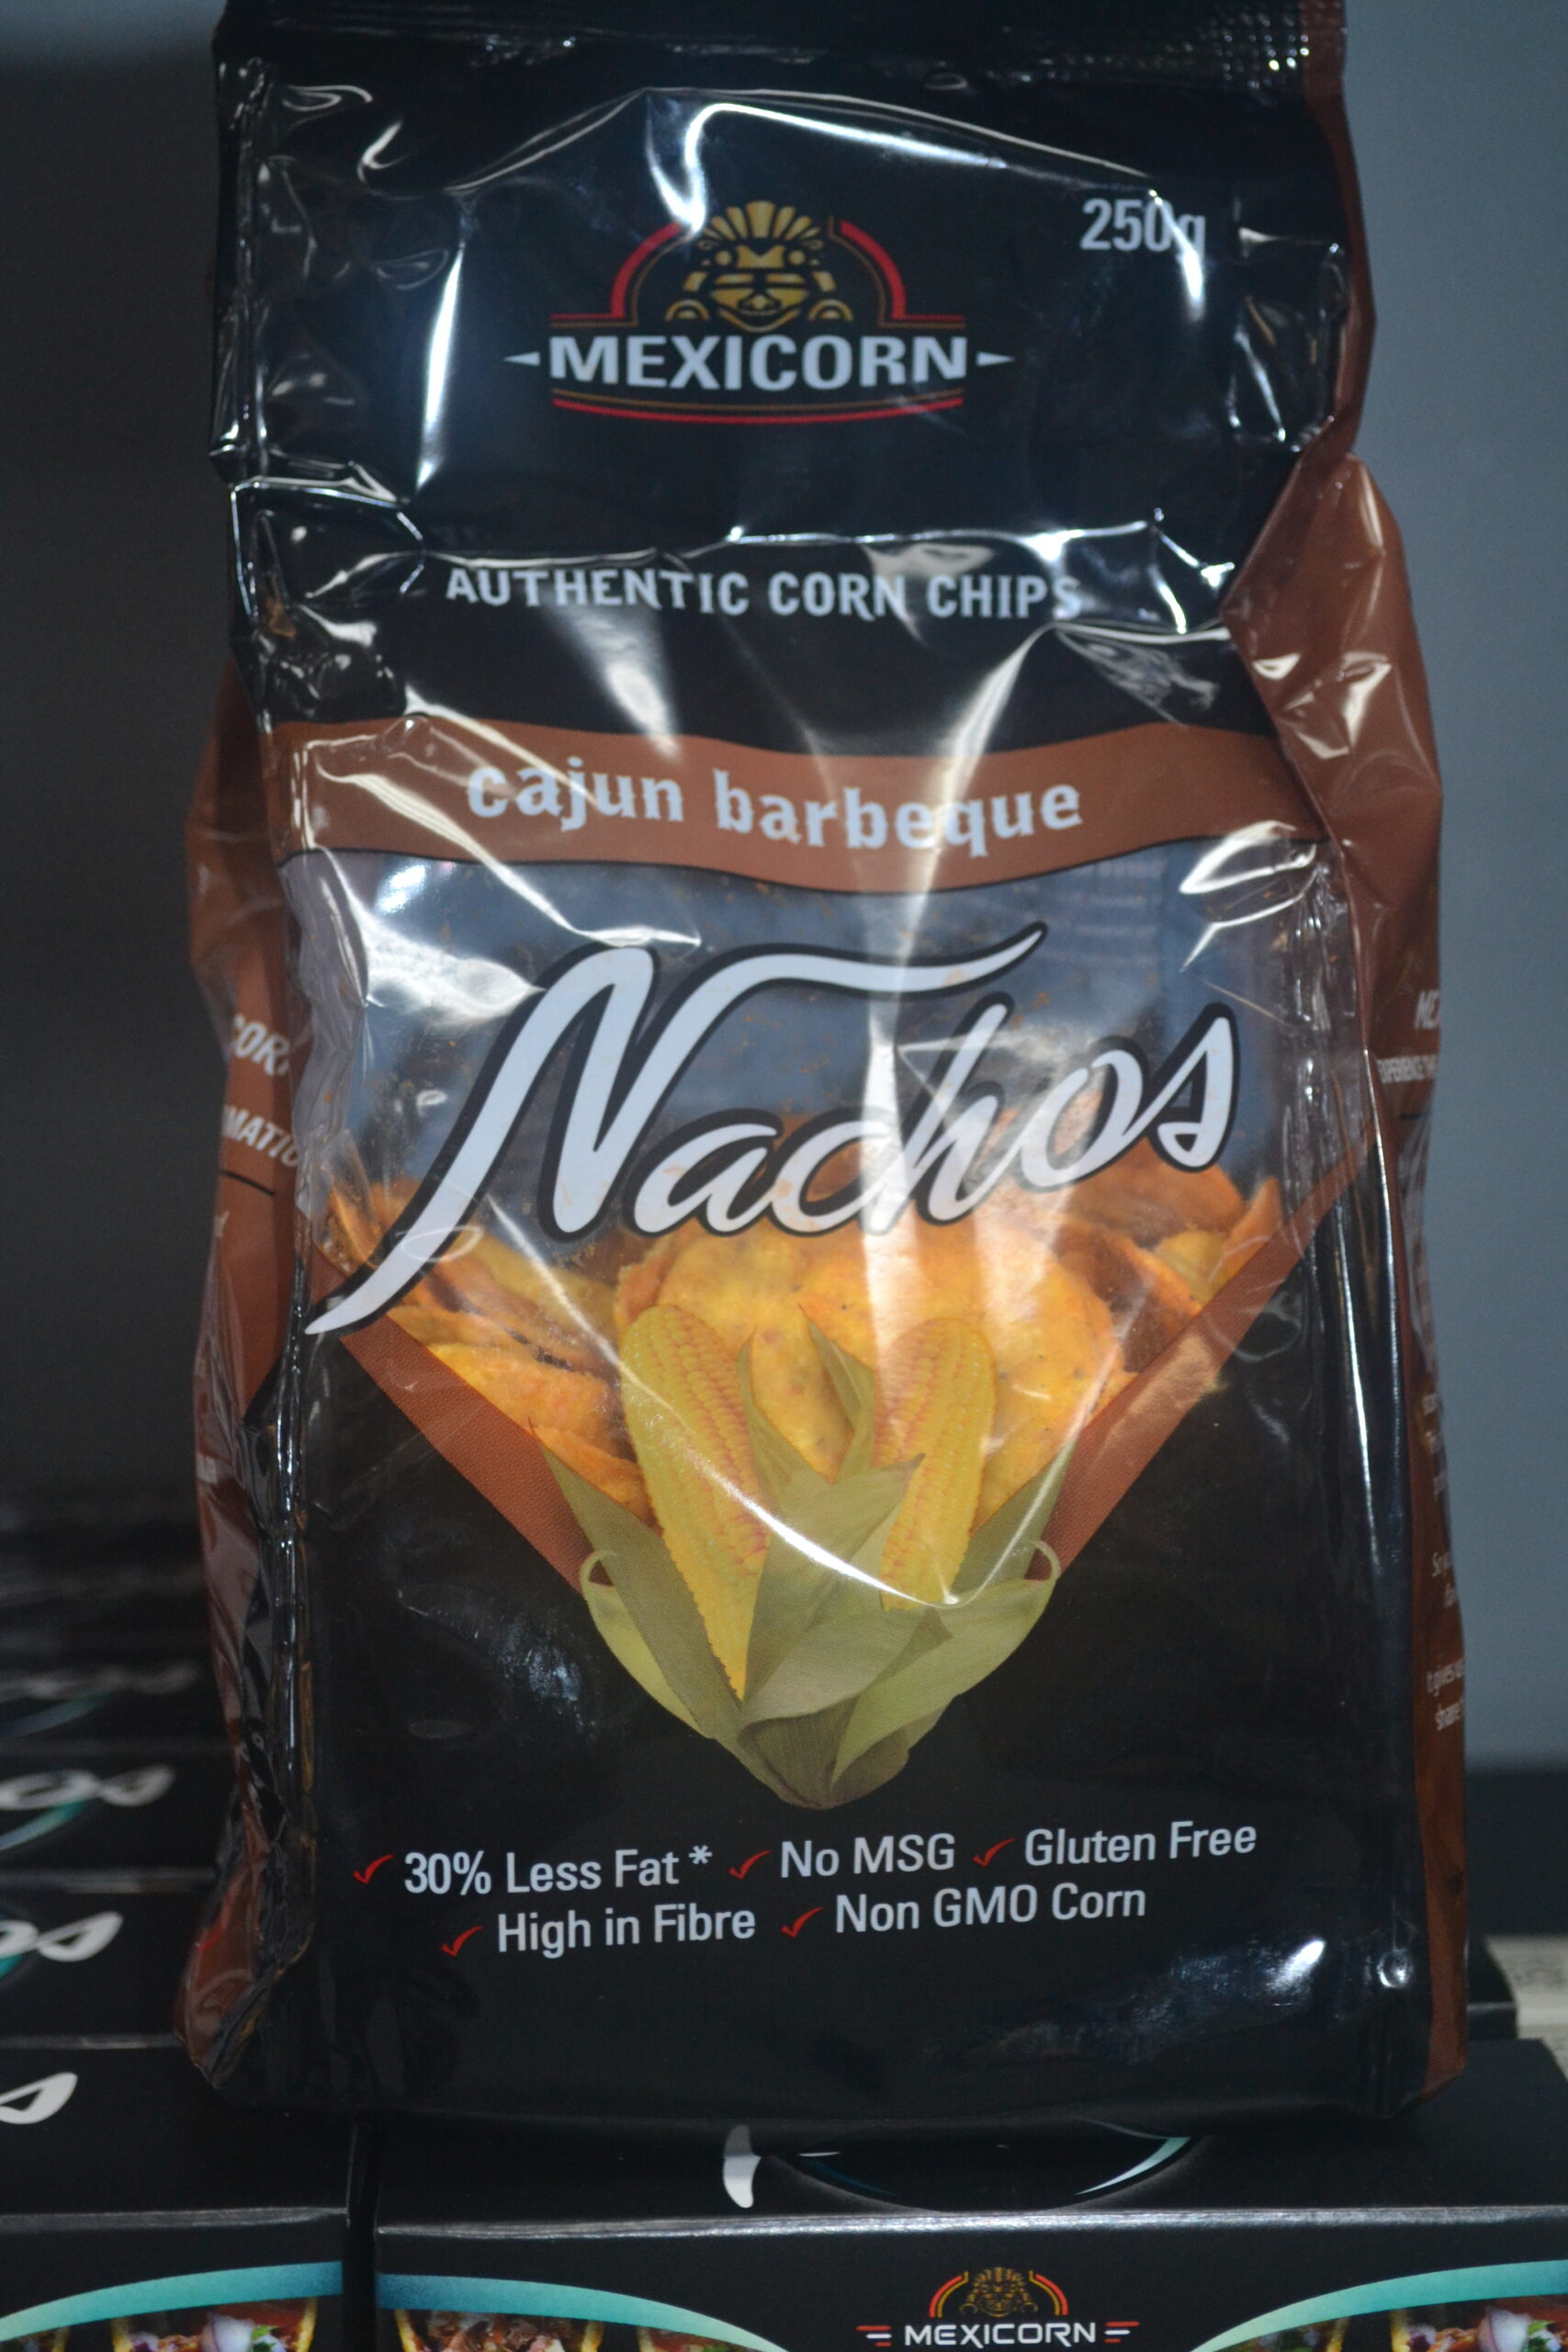 250g
MEXICORN
AUTHENTIC CORN CHIPS
cajun barbeque
Nachos
30% Less Fat* No MSG Gluten Free
High in Fibre Non GMO Corn
MEXICORN